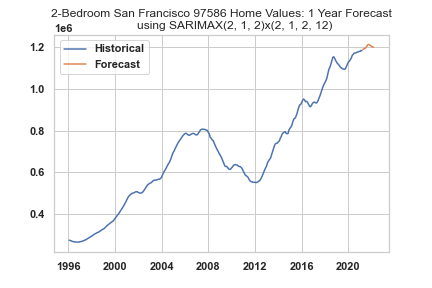 2-Bedroom San Francisco 97586 Home Values: 1 Year Forecast
using SARIMAX(2, 1, 2)x(2, 1, 2, 12)
1e6
Historical
Forecast
1.2
1.0
0.8
0.6
0.4
1996 2000 2004 2008 2012 2016 2020